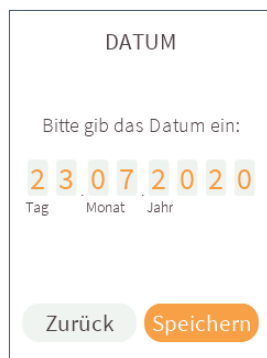 DATUM
Bitte gib das Datum ein:
23.07.2020
Tag Monat Jahr
Zurück Speichern